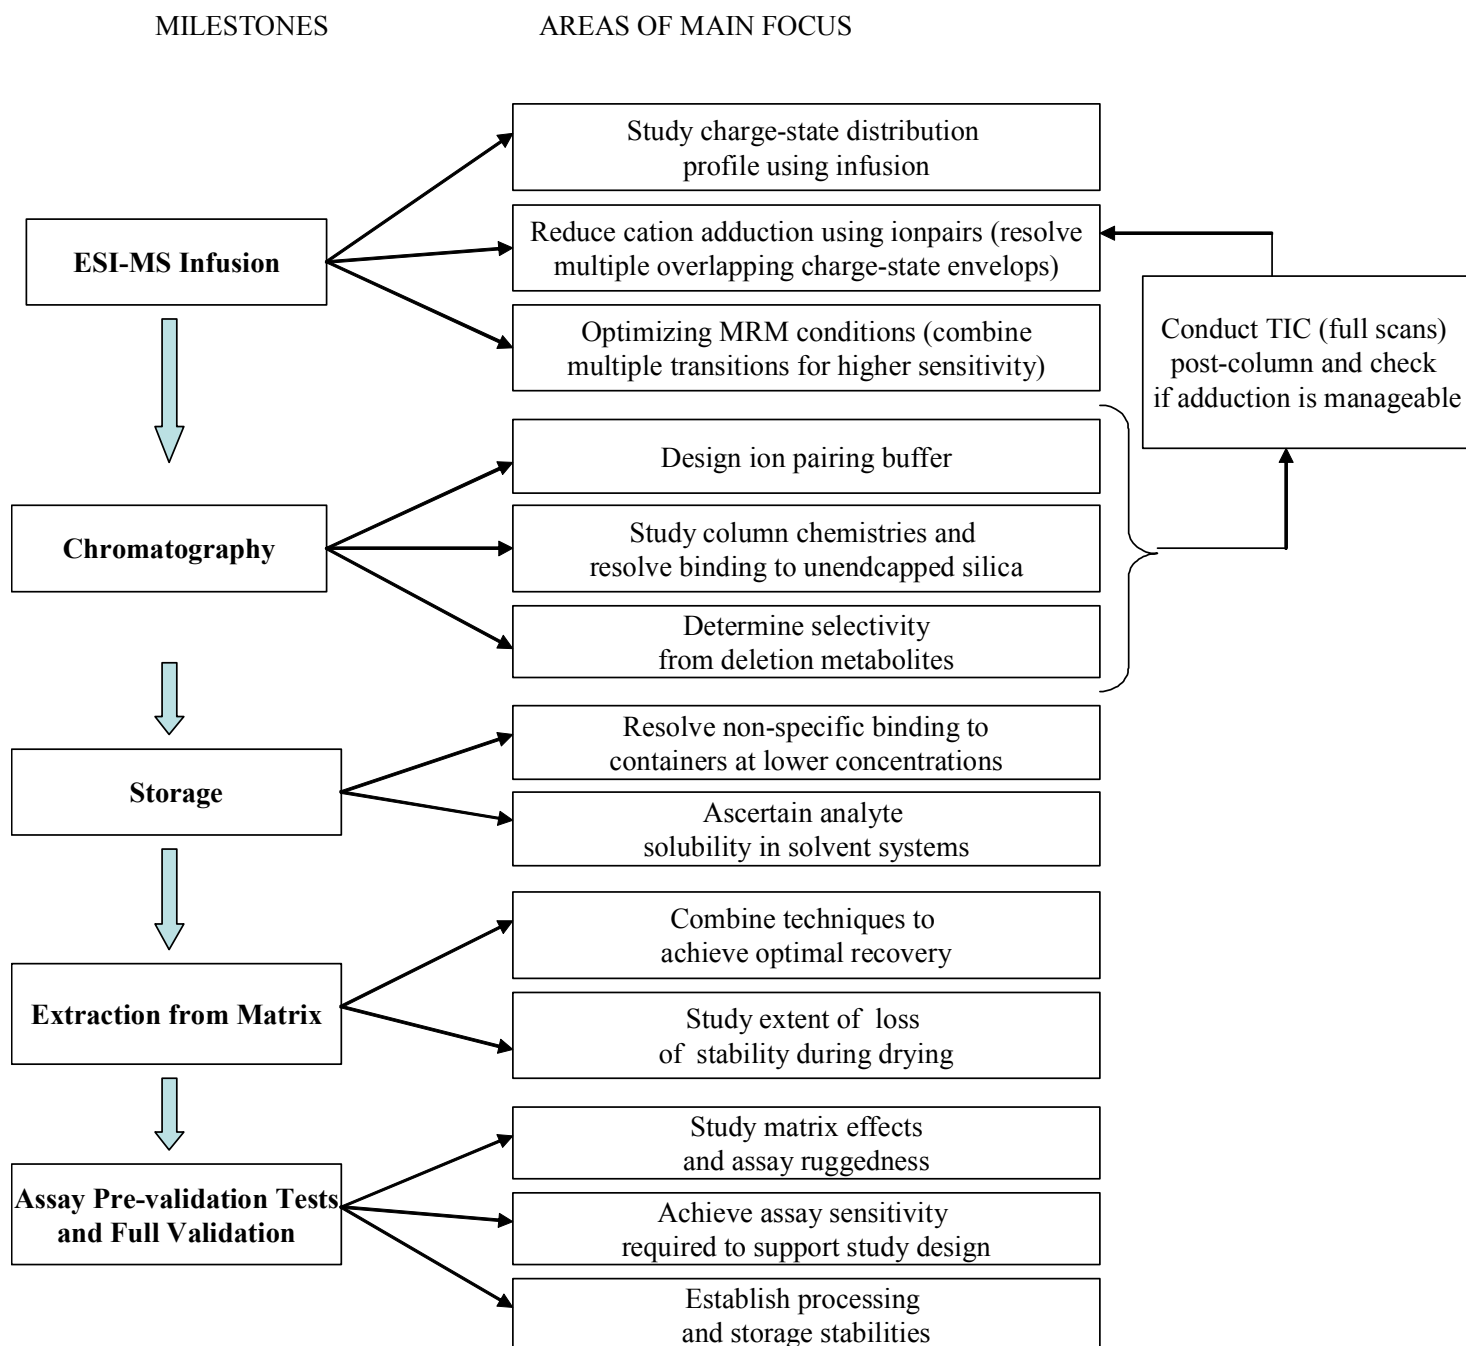 MILESTONES
AREAS OF MAIN FOCUS
ESI-MS Infusion
Study charge-state distribution
profile using infusion
Reduce cation adduction using ionpairs (resolve
multiple overlapping charge-state envelops)
Optimizing MRM conditions (combine
multiple transitions for higher sensitivity)
Conduct TIC (full scans)
post-column and check
if adduction is manageable
Chromatography
Design ion pairing buffer
Study column chemistries and
resolve binding to unendcapped silica
Determine selectivity
from deletion metabolites
Storage
Resolve non-specific binding to
containers at lower concentrations
Ascertain analyte
solubility in solvent systems
Extraction from Matrix
Combine techniques to
achieve optimal recovery
Study extent of loss
of stability during drying
Assay Pre-validation Tests
and Full Validation
Study matrix effects
and assay ruggedness
Achieve assay sensitivity
required to support study design
Establish processing
and storage stabilities